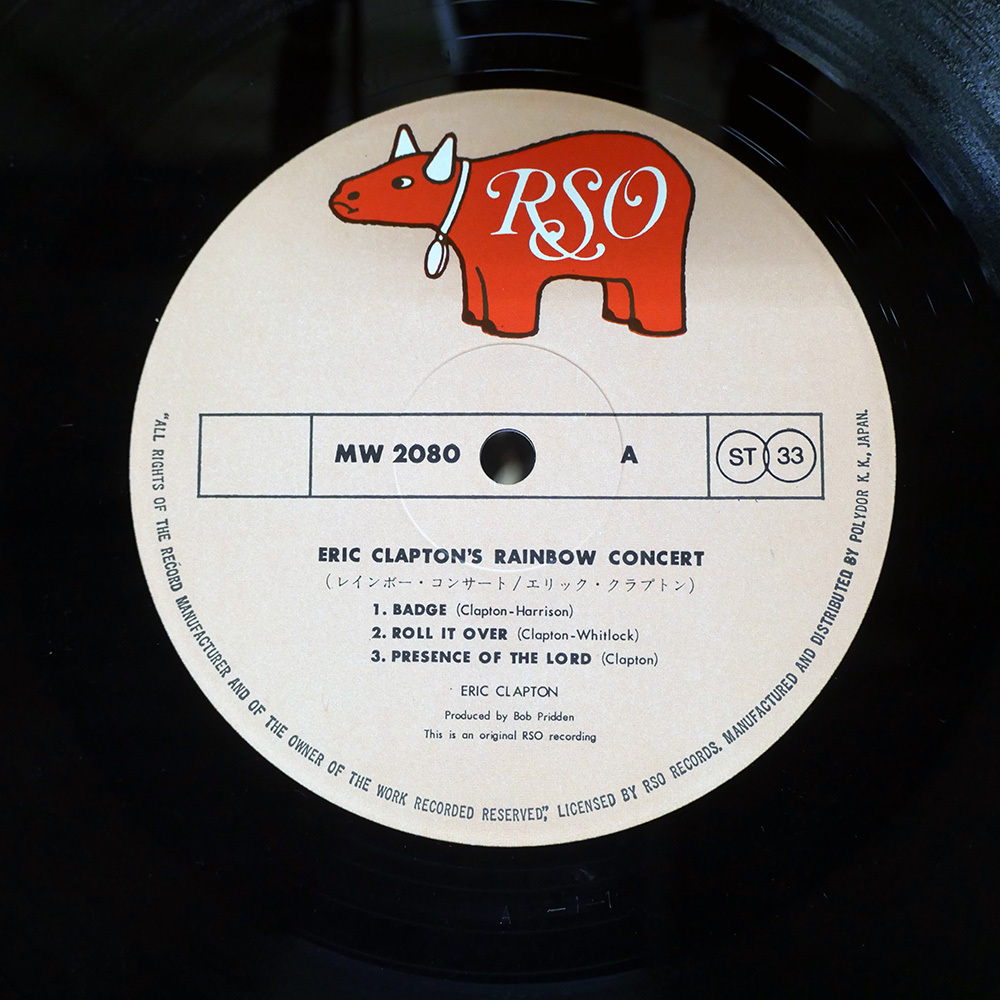 RSO
MW 2080 A ST 33
ERIC CLAPTON'S RAINBOW CONCERT
(レインボー・コンサート/エリック・クラプトン)
1. BADGE (Clapton-Harrison)
2. ROLL IT OVER (Clapton-Whitlock)
3. PRESENCE OF THE LORD (Clapton)
ERIC CLAPTON
Produced by Bob Pridden
This is an original RSO recording
"ALL RIGHTS OF THE RECORD MANUFACTURER AND OF THE OWNER OF THE WORK RECORDED RESERVED", LICENSED BY RSO RECORDS. MANUFACTURED AND DISTRIBUTED BY POLYDOR K. K., JAPAN.